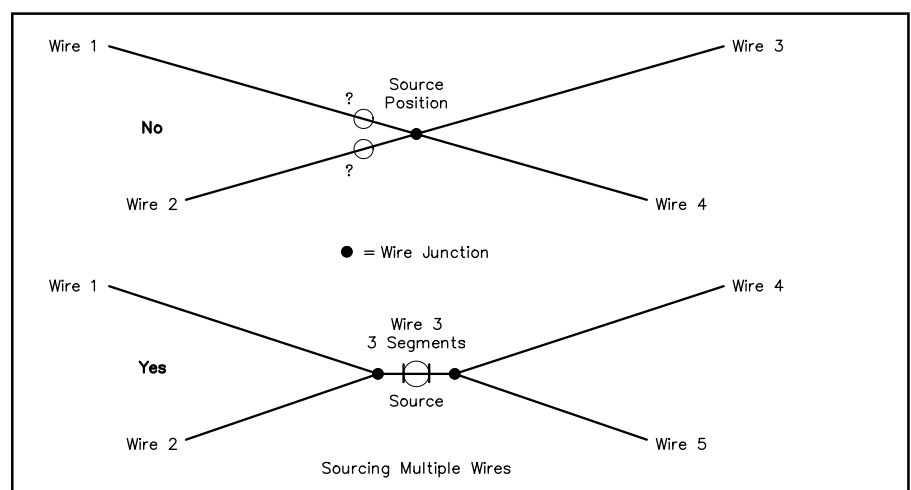 Wire 1
Wire 3
Source
Position
?
No
?
Wire 2
Wire 4
● = Wire Junction
Wire 1
Wire 4
Wire 3
3 Segments
Yes
Source
Wire 2
Wire 5
Sourcing Multiple Wires